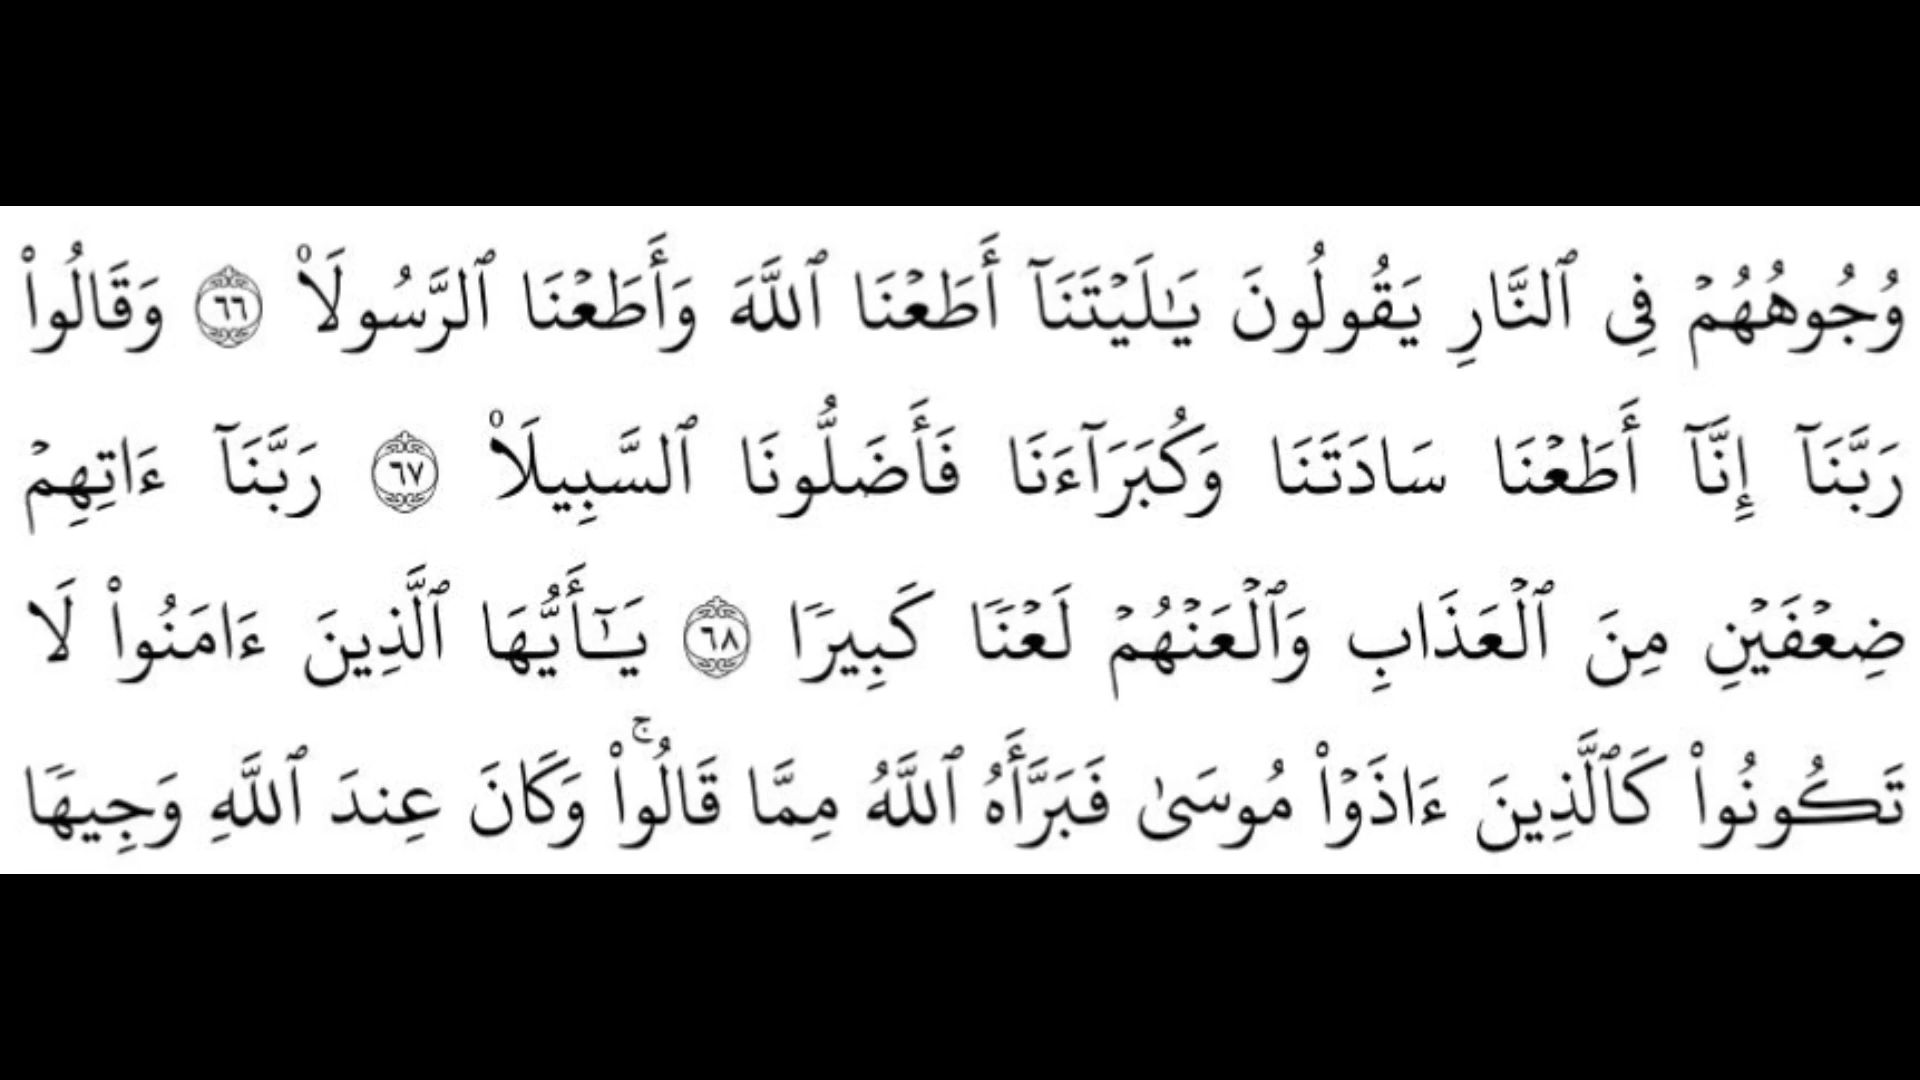 وُجُوهُهُمۡ فِى ٱلنَّارِ يَقُولُونَ يَـٰلَيۡتَنَآ أَطَعۡنَا ٱللَّهَ وَأَطَعۡنَا ٱلرَّسُولَا۠ ٦٦ وَقَالُوا۟
رَبَّنَآ إِنَّآ أَطَعۡنَا سَادَتَنَا وَكُبَرَآءَنَا فَأَضَلُّونَا ٱلسَّبِيلَا۠ ٦٧ رَبَّنَآ ءَاتِهِمۡ
ضِعۡفَيۡنِ مِنَ ٱلۡعَذَابِ وَٱلۡعَنۡهُمۡ لَعۡنࣰا كَبِيرࣰا ٦٨ يَـٰٓأَيُّهَا ٱلَّذِينَ ءَامَنُوا۟ لَا
تَكُونُوا۟ كَٱلَّذِينَ ءَاذَوۡا۟ مُوسَىٰ فَبَرَّأَهُ ٱللَّهُ مِمَّا قَالُوا۟ۚ وَكَانَ عِندَ ٱللَّهِ وَجِيهࣰا